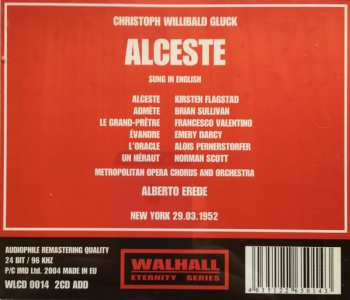 CHRISTOPH WILLIBALD GLUCK
ALCESTE
SUNG IN ENGLISH
ALCESTE KIRSTEN FLAGSTAD
ADMÈTE BRIAN SULLIVAN
LE GRAND-PRÊTRE FRANCESCO VALENTINO
ÉVANDRE EMERY DARCY
L'ORACLE ALOIS PERNERSTORFER
UN HÉRAUT NORMAN SCOTT
METROPOLITAN OPERA CHORUS AND ORCHESTRA
ALBERTO EREDE
NEW YORK 29.03.1952
AUDIOPHILE REMASTERING QUALITY
24 BIT / 96 KHZ
P/C IMD Ltd. 2004 MADE IN EU
WLCD 0014 2CD ADD
WALHALL
ETERNITY SERIES